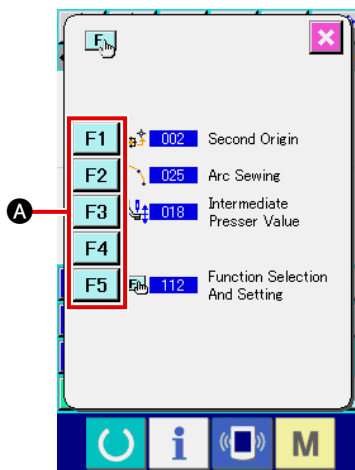 F
F1 002 Second Origin
F2 025 Arc Sewing
A F3 018 Intermediate
Presser Value
F4
F5 112 Function Selection
And Setting
i M